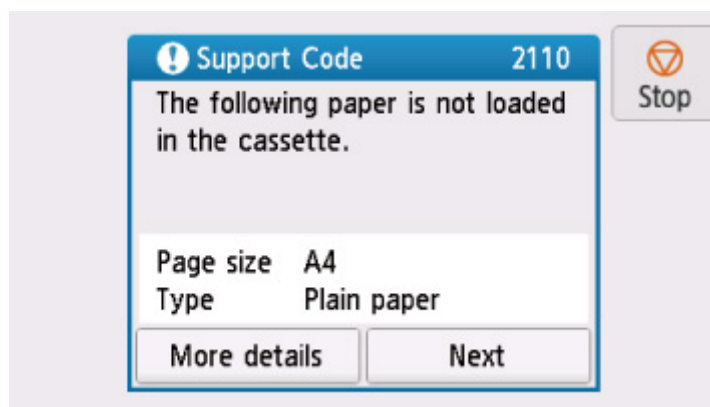 Support Code 2110
Stop
The following paper is not loaded
in the cassette.
Page size A4
Type Plain paper
More details Next